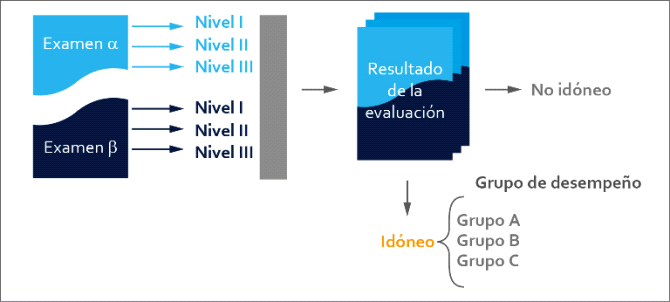 Examen α
Nivel I
Nivel II
Nivel III
Examen β
Nivel I
Nivel II
Nivel III
Resultado
de la
evaluación
No idóneo
Grupo de desempeño
Idóneo
Grupo A
Grupo B
Grupo C